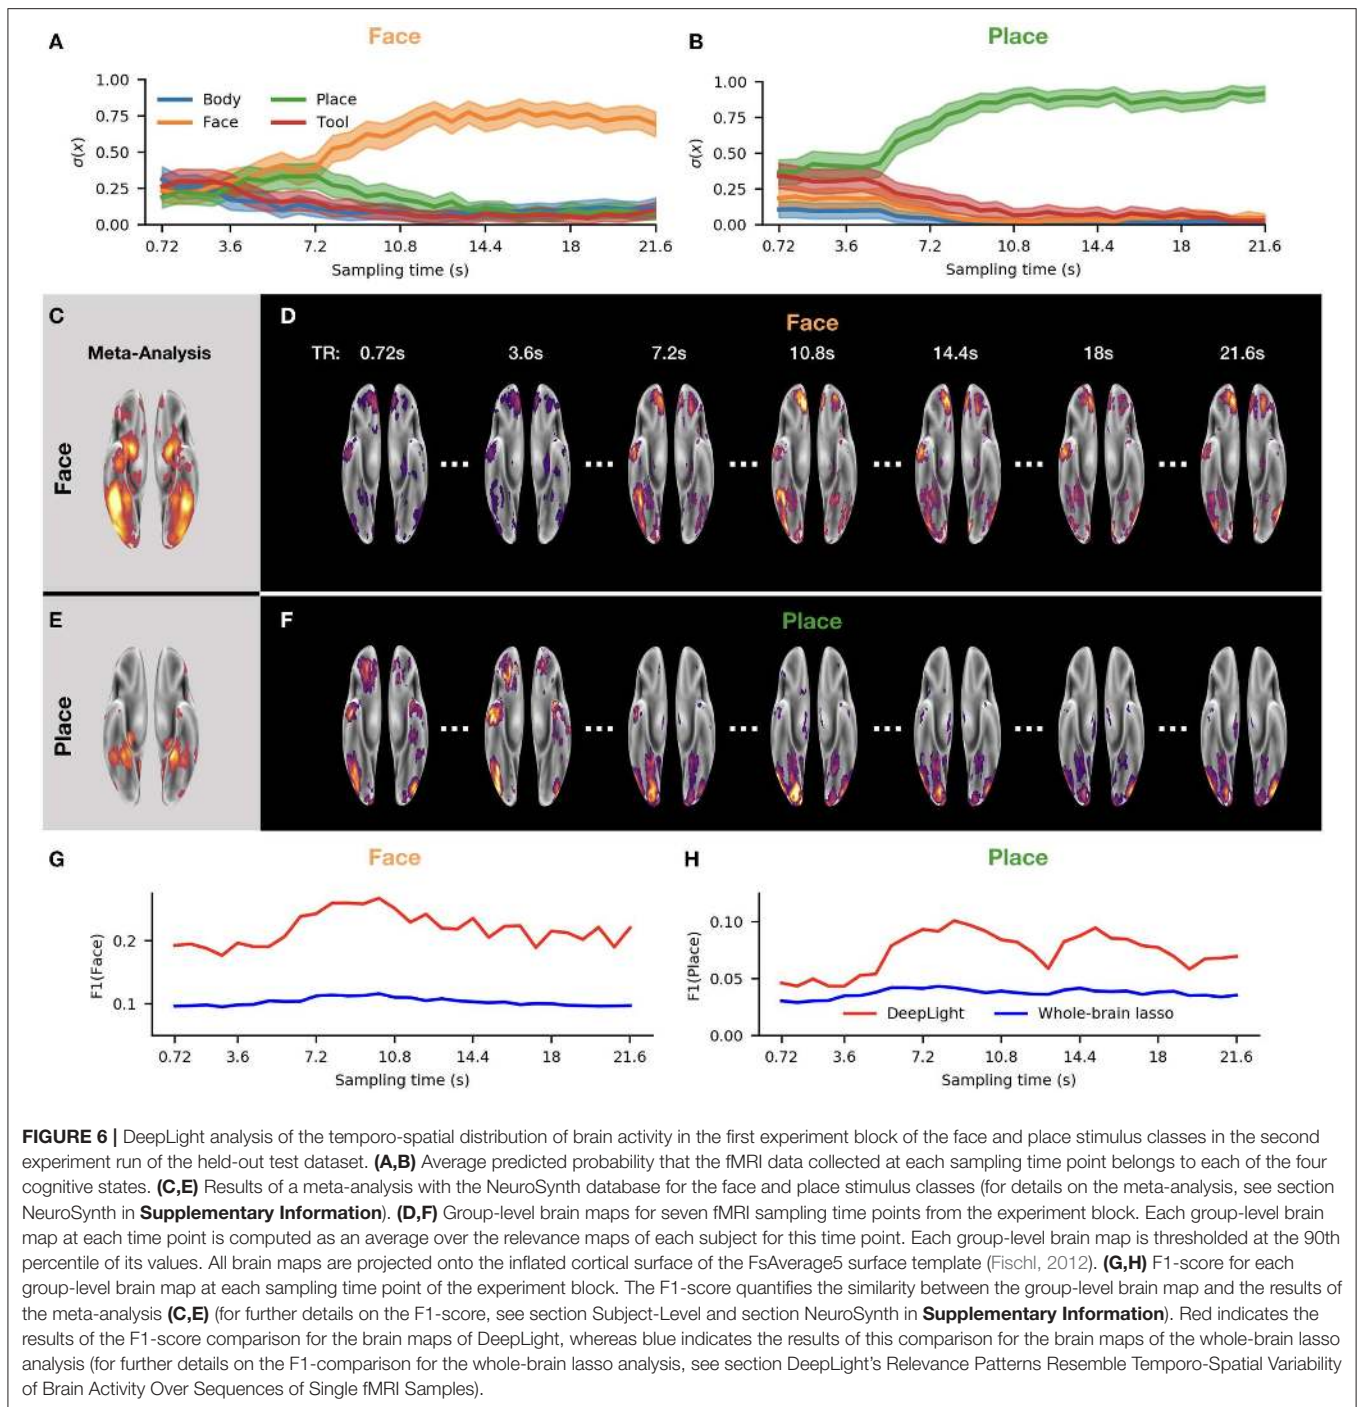 A
Face
B
Place
1.00
0.75
0.50
0.25
0.00
σ(x)
Body
Face
Place
Tool
0.72 3.6 7.2 10.8 14.4 18 21.6
Sampling time (s)
1.00
0.75
0.50
0.25
0.00
σ(x)
0.72 3.6 7.2 10.8 14.4 18 21.6
Sampling time (s)
C
Meta-Analysis
Face
D
Face
TR: 0.72s 3.6s 7.2s 10.8s 14.4s 18s 21.6s
E
Place
F
Place
G
Face
0.2
0.1
F1(Face)
0.72 3.6 7.2 10.8 14.4 18 21.6
Sampling time (s)
H
Place
0.10
0.05
0.00
F1(Place)
DeepLight
Whole-brain lasso
0.72 3.6 7.2 10.8 14.4 18 21.6
Sampling time (s)
FIGURE 6 | DeepLight analysis of the temporo-spatial distribution of brain activity in the first experiment block of the face and place stimulus classes in the second
experiment run of the held-out test dataset. (A,B) Average predicted probability that the fMRI data collected at each sampling time point belongs to each of the four
cognitive states. (C,E) Results of a meta-analysis with the NeuroSynth database for the face and place stimulus classes (for details on the meta-analysis, see section
NeuroSynth in Supplementary Information). (D,F) Group-level brain maps for seven fMRI sampling time points from the experiment block. Each group-level brain
map at each time point is computed as an average over the relevance maps of each subject for this time point. Each group-level brain map is thresholded at the 90th
percentile of its values. All brain maps are projected onto the inflated cortical surface of the FsAverage5 surface template (Fischl, 2012). (G,H) F1-score for each
group-level brain map at each sampling time point of the experiment block. The F1-score quantifies the similarity between the group-level brain map and the results of
the meta-analysis (C,E) (for further details on the F1-score, see section Subject-Level and section NeuroSynth in Supplementary Information). Red indicates the
results of the F1-score comparison for the brain maps of DeepLight, whereas blue indicates the results of this comparison for the brain maps of the whole-brain lasso
analysis (for further details on the F1-comparison for the whole-brain lasso analysis, see section DeepLight's Relevance Patterns Resemble Temporo-Spatial Variability
of Brain Activity Over Sequences of Single fMRI Samples).